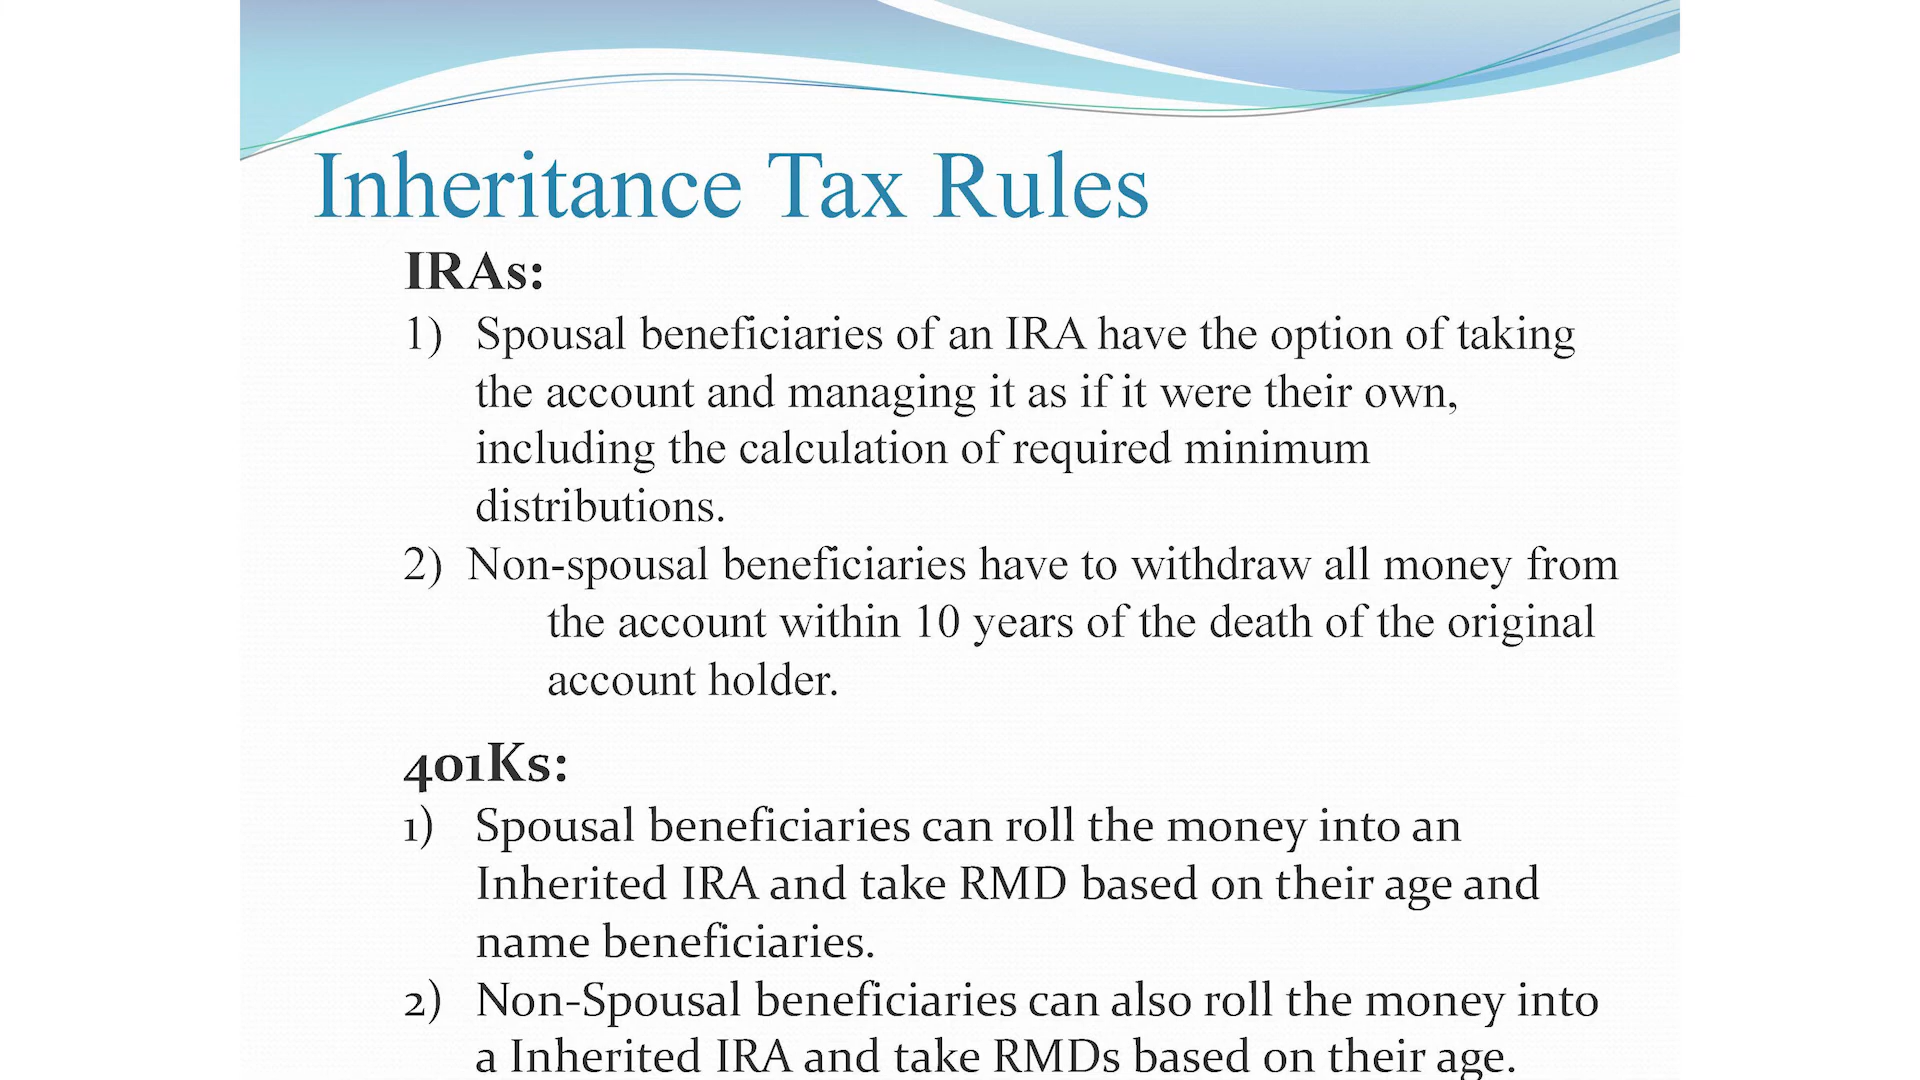 Inheritance Tax Rules
IRAs:
1) Spousal beneficiaries of an IRA have the option of taking
the account and managing it as if it were their own,
including the calculation of required minimum
distributions.
2) Non-spousal beneficiaries have to withdraw all money from
the account within 10 years of the death of the original
account holder.
401Ks:
1) Spousal beneficiaries can roll the money into an
Inherited IRA and take RMD based on their age and
name beneficiaries.
2) Non-Spousal beneficiaries can also roll the money into
a Inherited IRA and take RMDs based on their age.